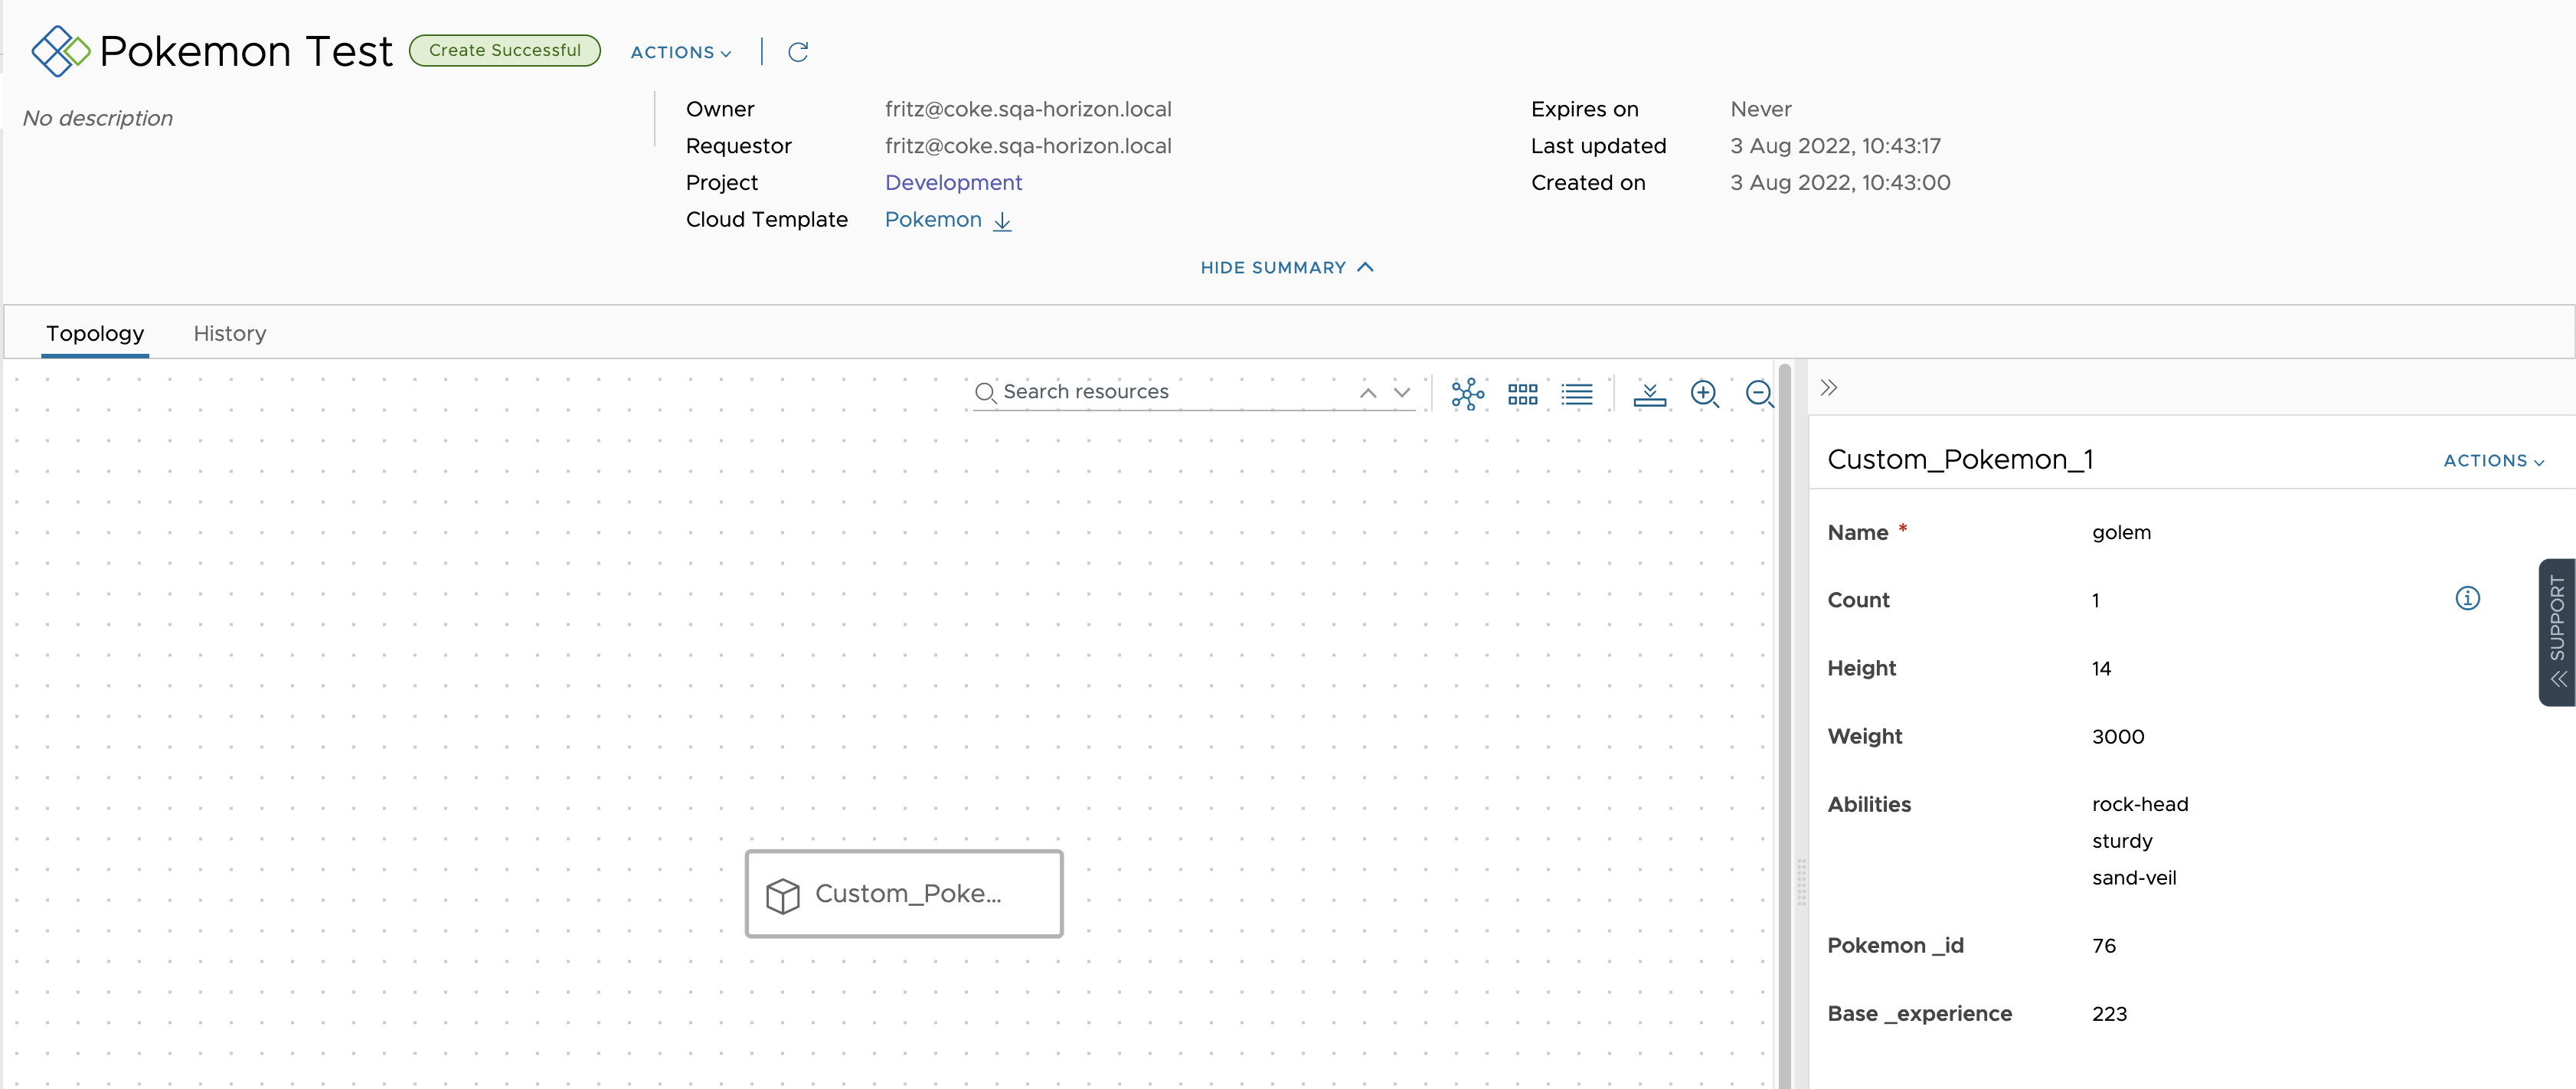 Pokemon Test
Create Successful
ACTIONS
No description
Owner fritz@coke.sqa-horizon.local
Requestor fritz@coke.sqa-horizon.local
Project Development
Cloud Template Pokemon
Expires on Never
Last updated 3 Aug 2022, 10:43:17
Created on 3 Aug 2022, 10:43:00
HIDE SUMMARY
Topology History
Search resources
Custom_Poke...
Custom_Pokemon_1 ACTIONS
Name * golem
Count 1
Height 14
Weight 3000
Abilities rock-head
sturdy
sand-veil
Pokemon _id 76
Base _experience 223
SUPPORT